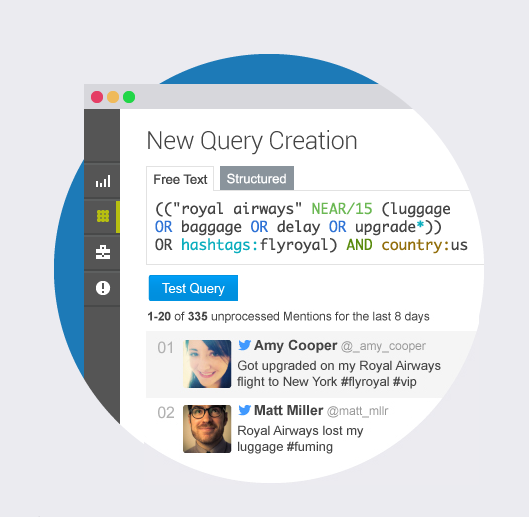 New Query Creation
Free Text Structured
(("royal airways" NEAR/15 (luggage
OR baggage OR delay OR upgrade*))
OR hashtags:flyroyal) AND country:us
Test Query
1-20 of 335 unprocessed Mentions for the last 8 days
01 Amy Cooper @_amy_cooper
Got upgraded on my Royal Airways
flight to New York #flyroyal #vip
02 Matt Miller @matt_mllr
Royal Airways lost my
luggage #fuming